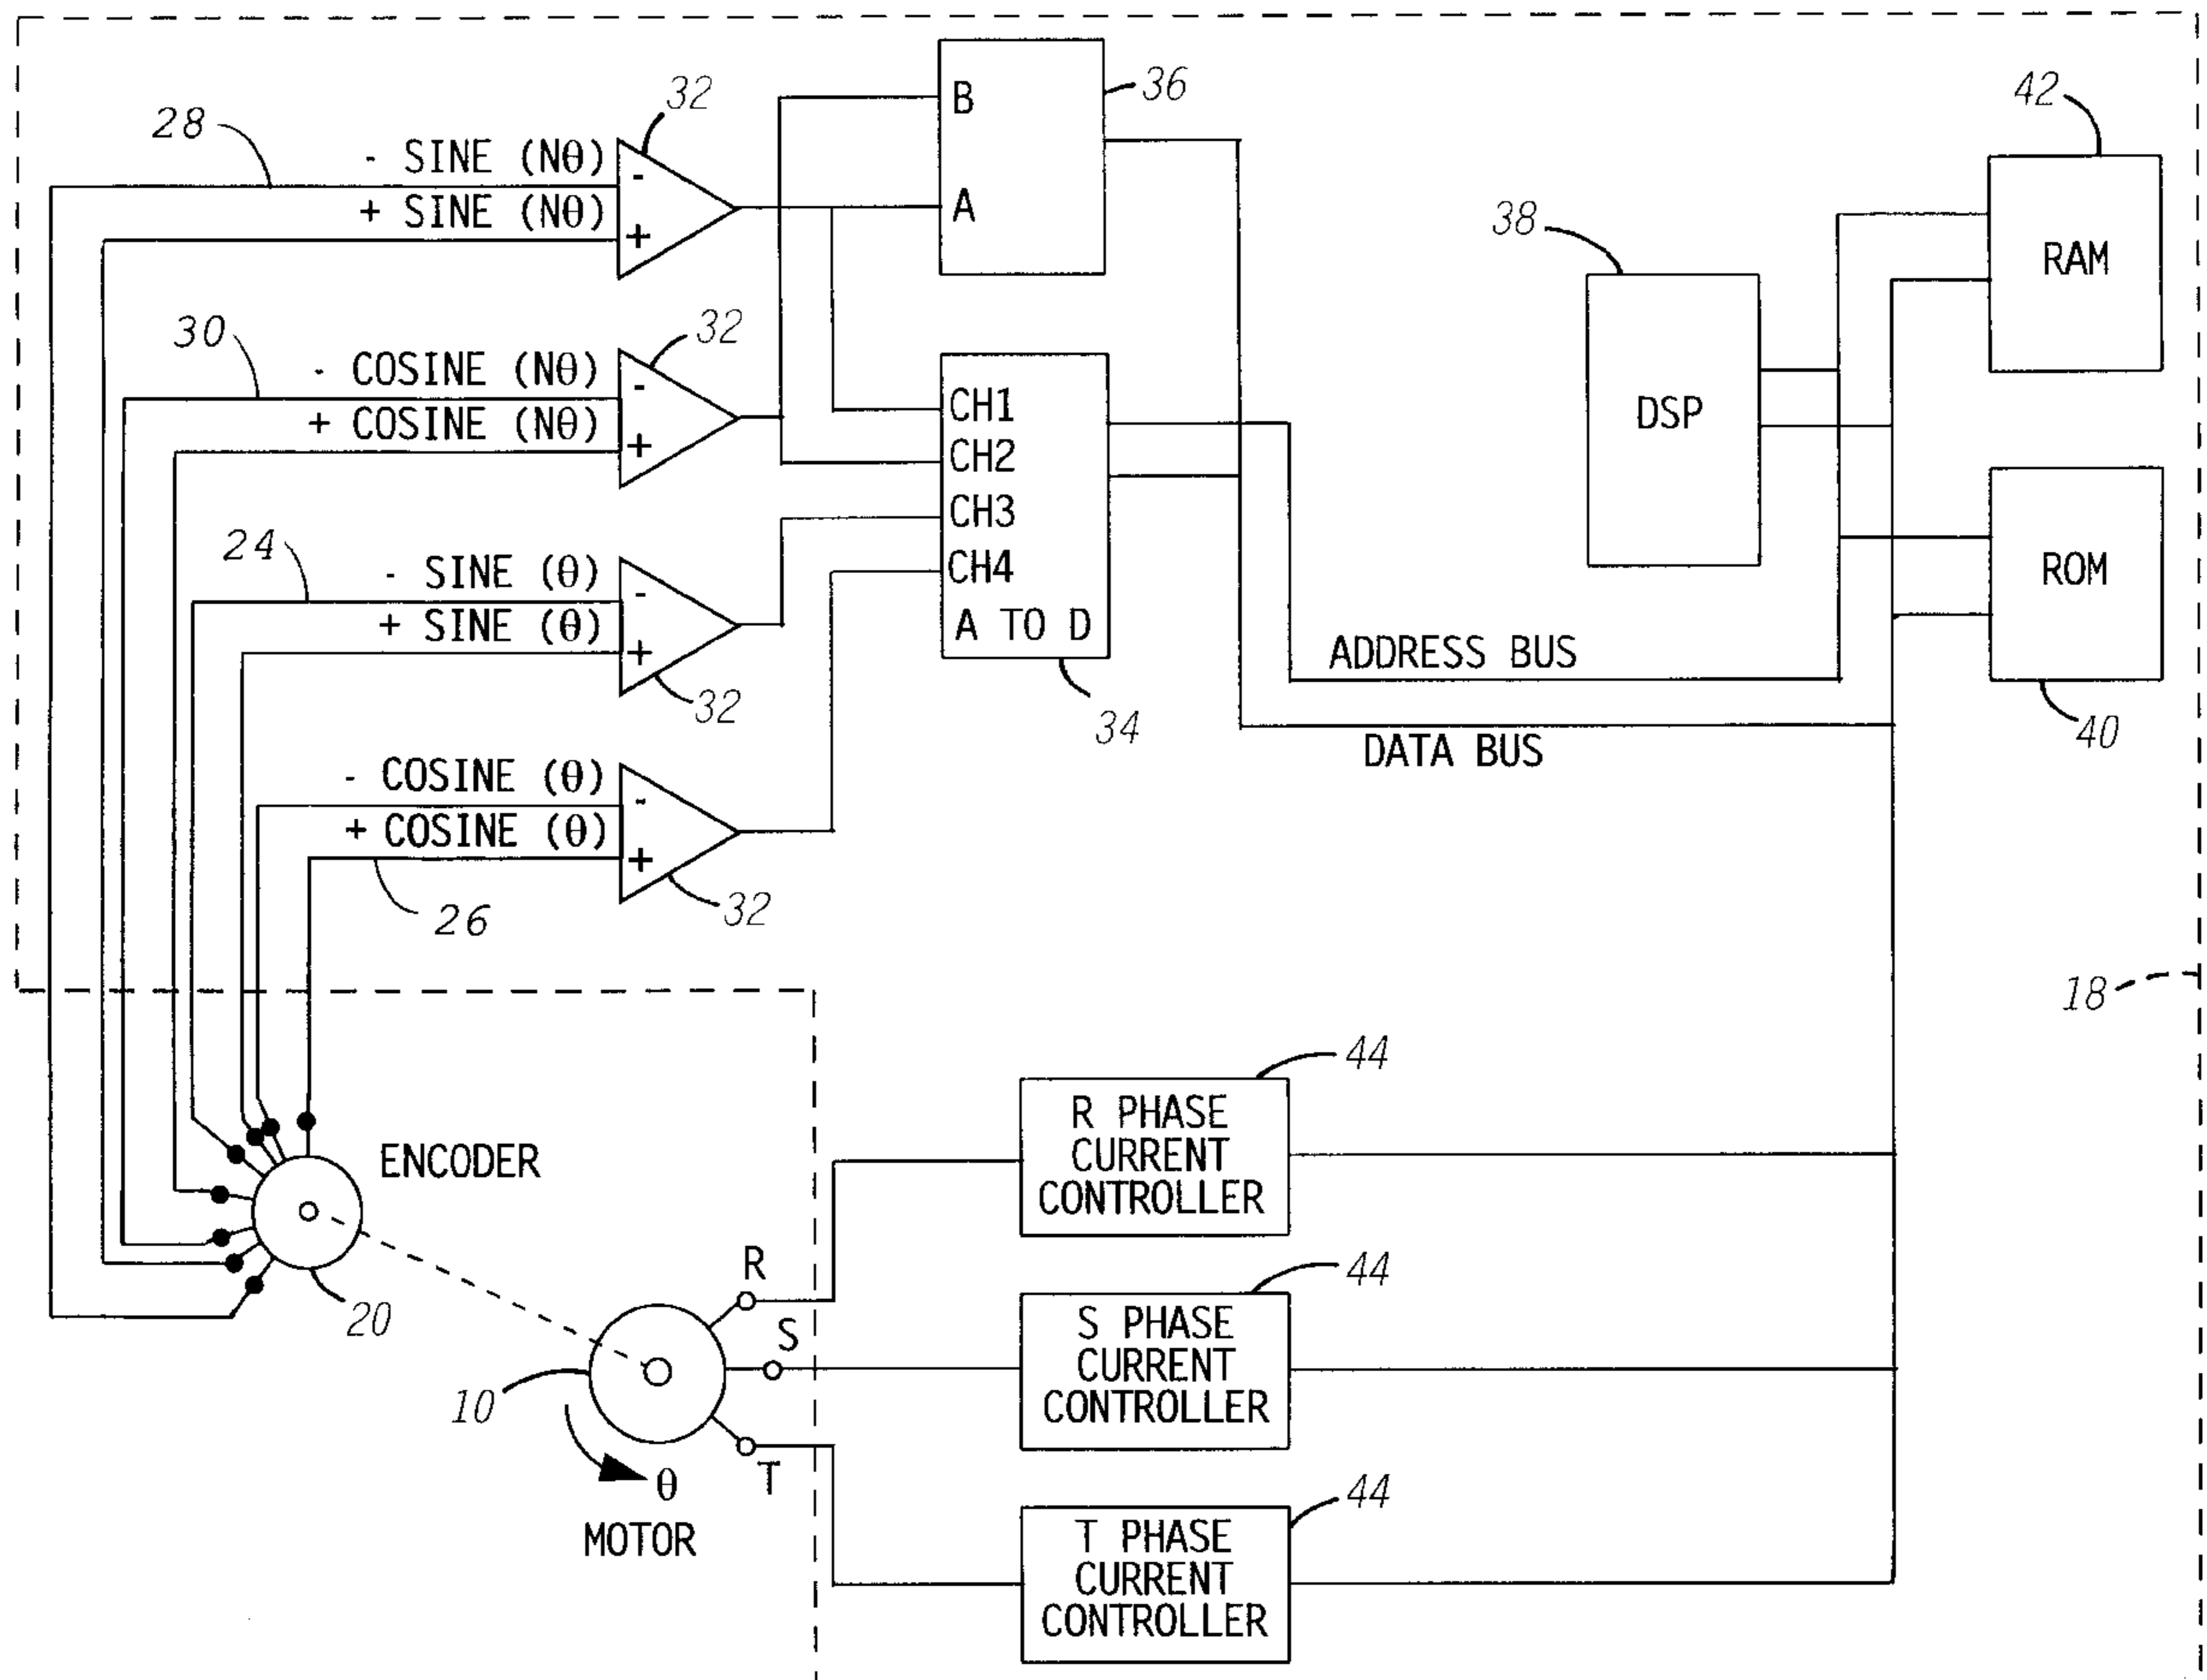 28
- SINE (Nθ)
+ SINE (Nθ)
32
-
+
B
A
36
30
- COSINE (Nθ)
+ COSINE (Nθ)
32
-
+
24
- SINE (θ)
+ SINE (θ)
-
+
32
CH1
CH2
CH3
CH4
A TO D
34
- COSINE (θ)
+ COSINE (θ)
-
+
32
26
38
DSP
42
RAM
ROM
40
ADDRESS BUS
DATA BUS
18
ENCODER
20
R
S
T
10
θ
MOTOR
44
R PHASE
CURRENT
CONTROLLER
44
S PHASE
CURRENT
CONTROLLER
44
T PHASE
CURRENT
CONTROLLER